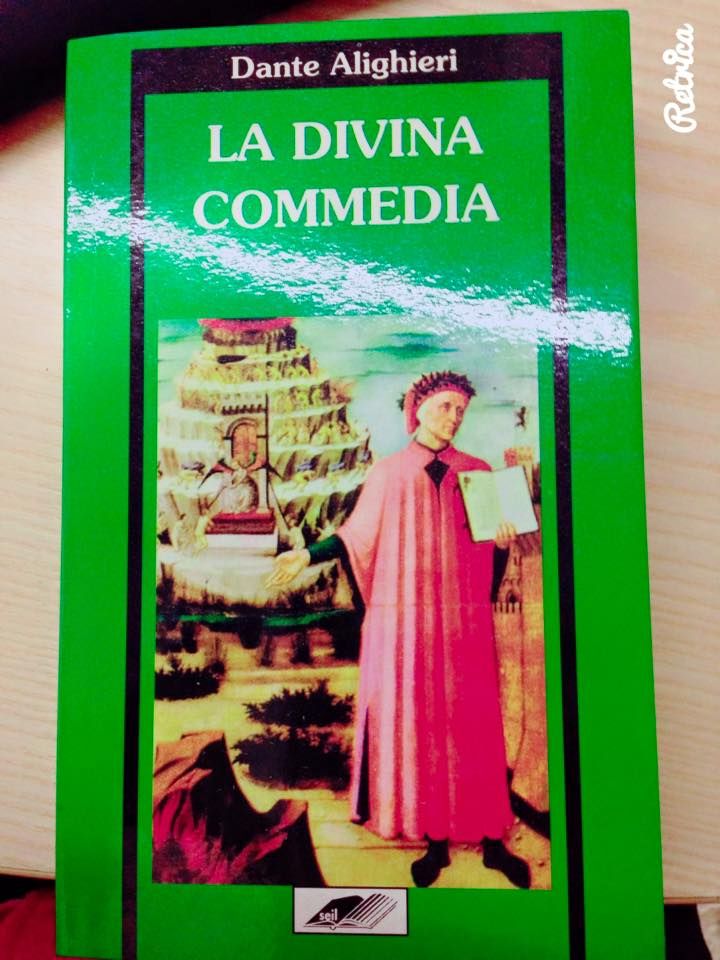 Dante Alighieri
LA DIVINA
COMMEDIA
seil
Retrica